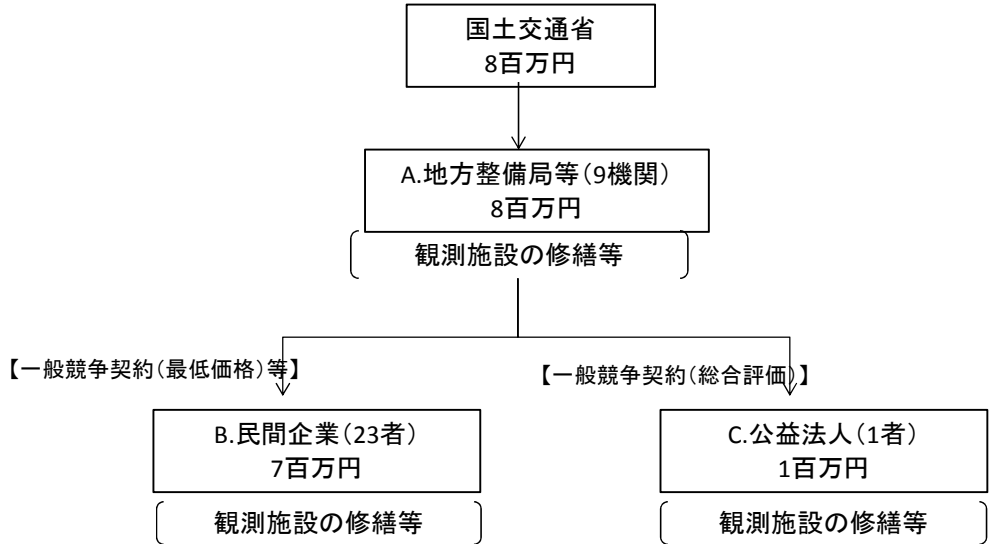 国土交通省
8百万円
A.地方整備局等(9機関)
8百万円
観測施設の修繕等
【一般競争契約(最低価格)等】
【一般競争契約(総合評価)】
B.民間企業(23者)
7百万円
C.公益法人(1者)
1百万円
観測施設の修繕等
観測施設の修繕等